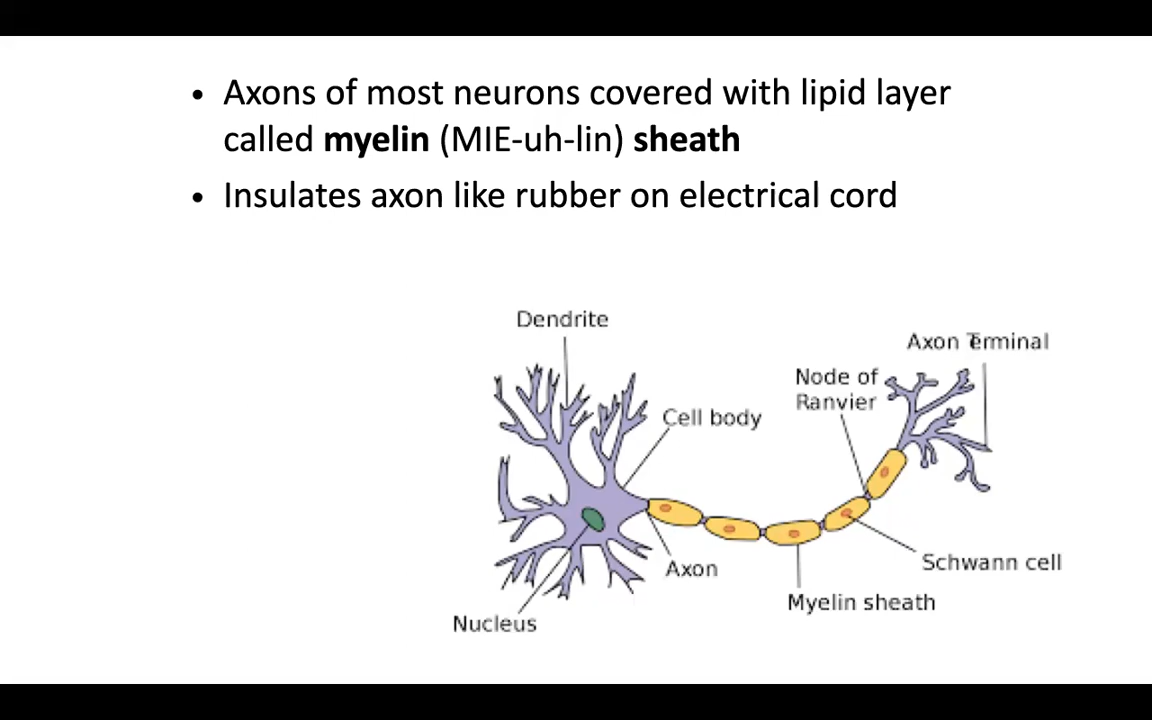 • Axons of most neurons covered with lipid layer
called myelin (MIE-uh-lin) sheath
• Insulates axon like rubber on electrical cord
Dendrite
Axon Terminal
Node of
Ranvier
Cell body
Axon
Schwann cell
Myelin sheath
Nucleus